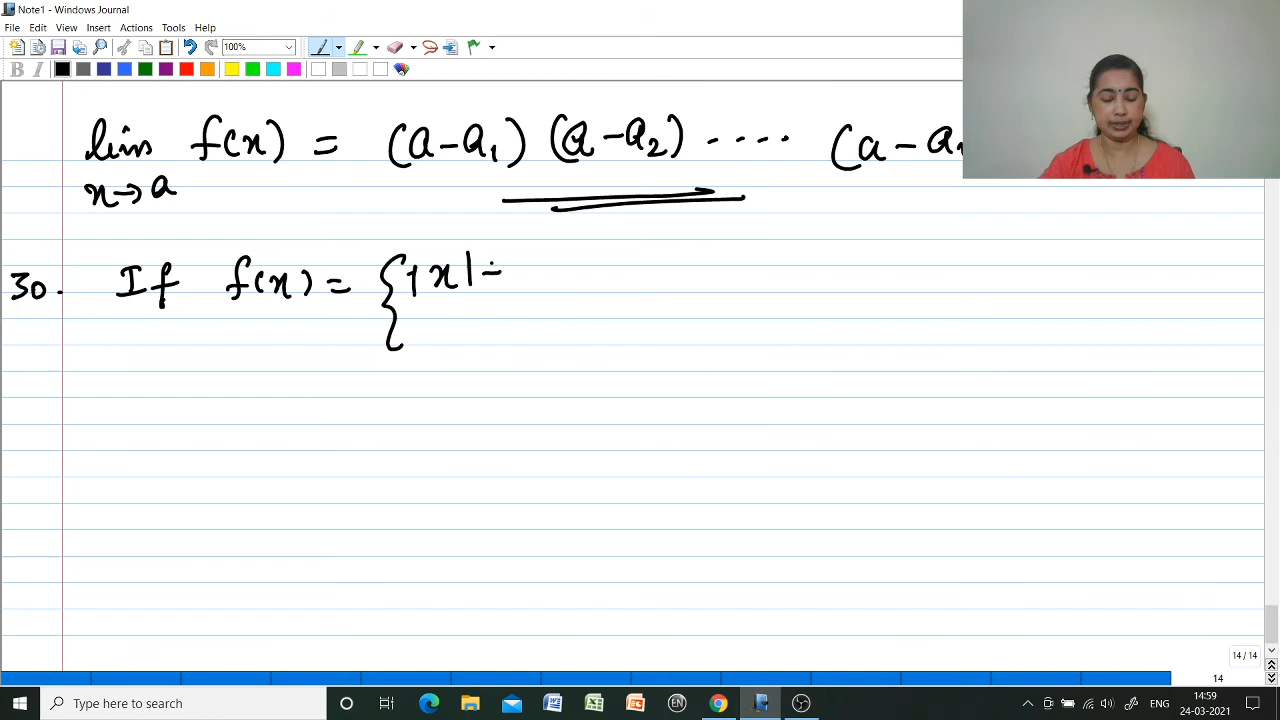 Note1 - Windows Journal
File Edit View Insert Actions Tools Help
100%
B I
lim f(x) = (a-a₁) (a-a₂) .... (a-a
x→a
30. If f(x) = { |x|
14 / 14
14
Type here to search
ENG
14:59
24-03-2021